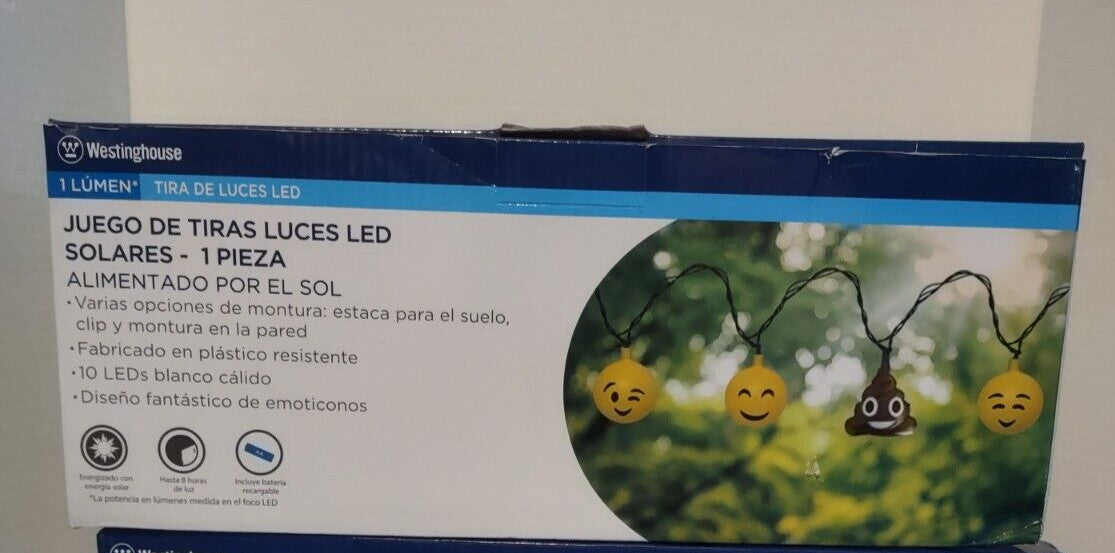 Westinghouse
1 LÚMEN* TIRA DE LUCES LED
JUEGO DE TIRAS LUCES LED
SOLARES - 1 PIEZA
ALIMENTADO POR EL SOL
• Varias opciones de montura: estaca para el suelo,
clip y montura en la pared
• Fabricado en plástico resistente
• 10 LEDs blanco cálido
• Diseño fantástico de emoticonos
AA
Energizado con
energía solar
Hasta 8 horas
de luz
Incluye batería
recargable
*La potencia en lúmenes medida en el foco LED